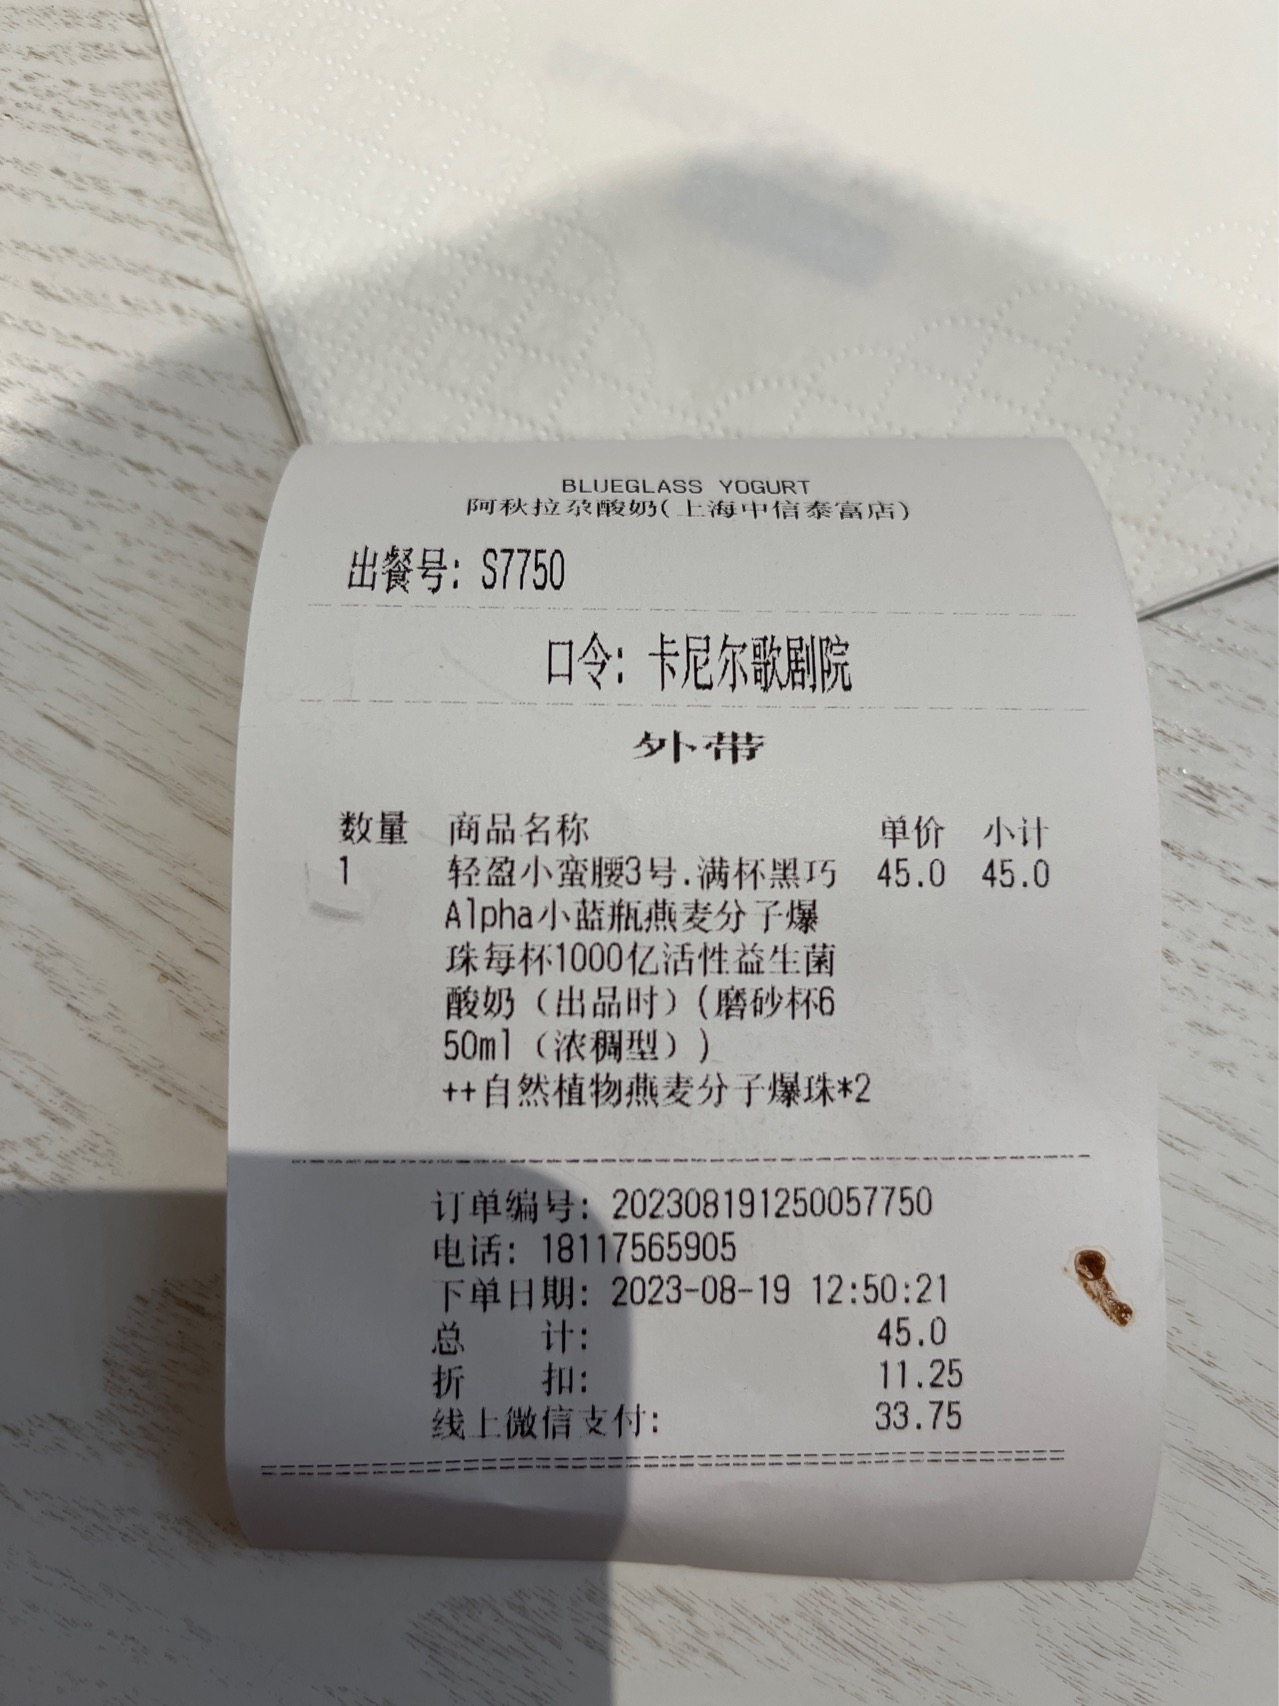 BLUEGLASS YOGURT
阿秋拉尕酸奶(上海中信泰富店)
出餐号: S7750
口令: 卡尼尔歌剧院
外带
数量 商品名称 单价 小计
1 轻盈小蛮腰3号.满杯黑巧 45.0 45.0
Alpha小蓝瓶燕麦分子爆
珠每杯1000亿活性益生菌
酸奶（出品时）(磨砂杯6
50ml（浓稠型）)
++自然植物燕麦分子爆珠*2
订单编号: 202308191250057750
电话: 18117565905
下单日期: 2023-08-19 12:50:21
总 计: 45.0
折 扣: 11.25
线上微信支付: 33.75